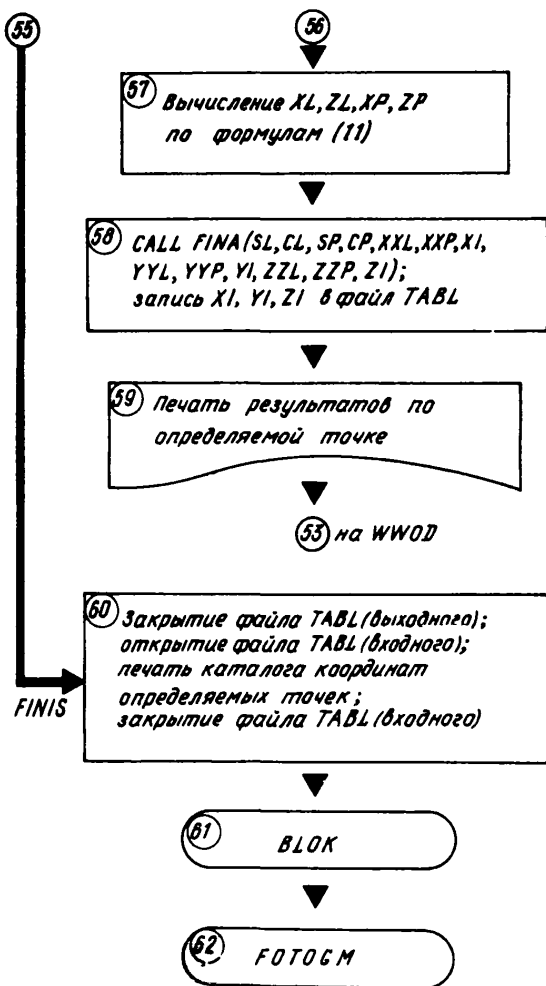 55
56
57 Вычисление XL, ZL, XP, ZP
по формулам (11)
58 CALL FINA(SL, CL, SP, CP, XXL, XXP, XI,
YYL, YYP, YI, ZZL, ZZP, ZI);
запись XI, YI, ZI в файл TABL
59 Печать результатов по
определяемой точке
53 на WWOD
60 Закрытие файла TABL (выходного);
открытие файла TABL (входного);
печать каталога координат
определяемых точек;
закрытие файла TABL (входного)
FINIS
61 BLOK
62 FOTOGM